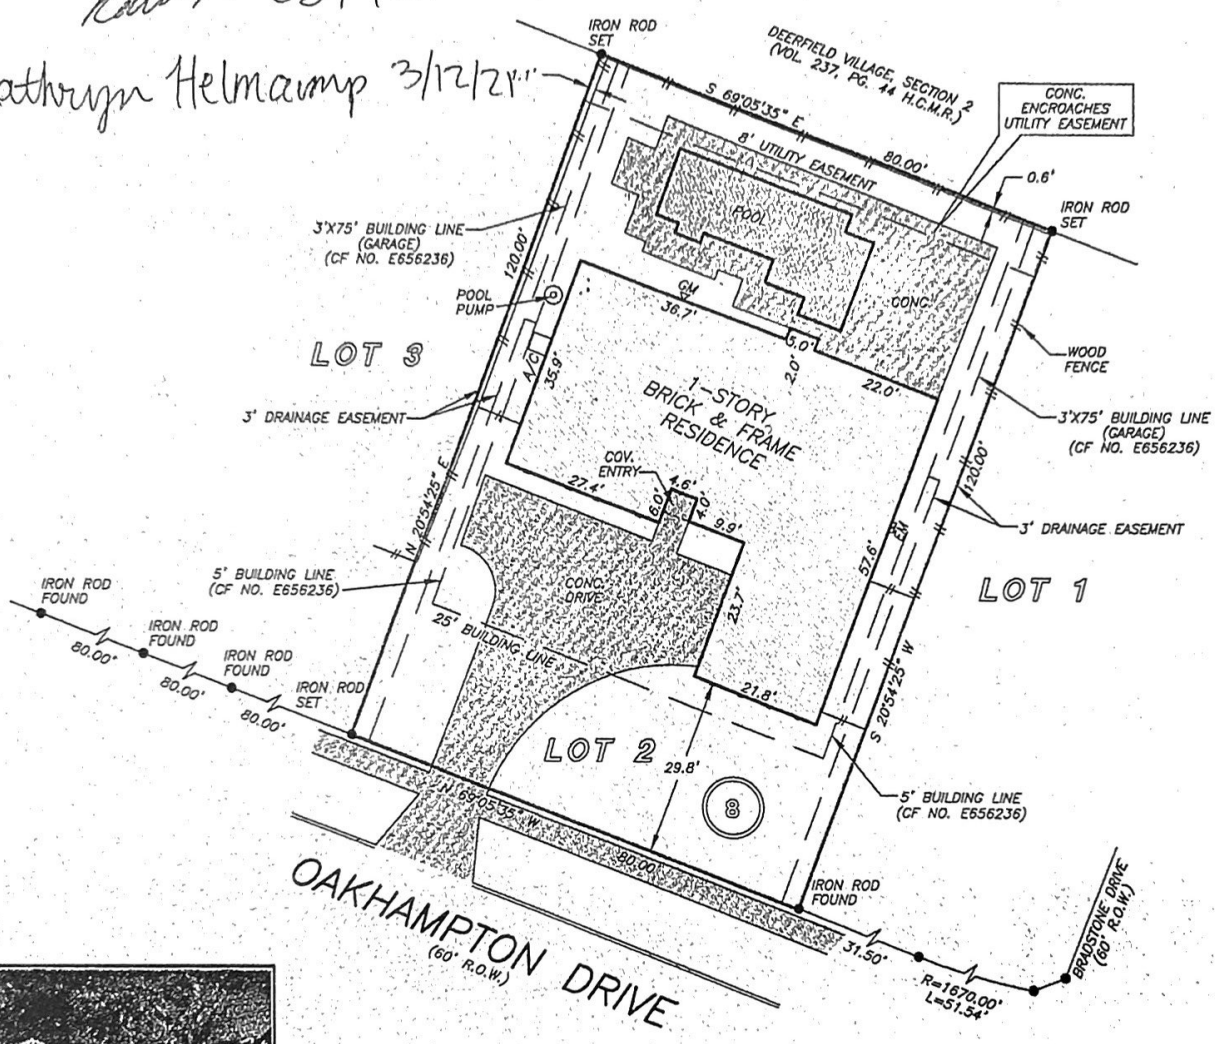 Kathryn Helmcamp 3/12/21
1.1'
IRON ROD
SET
DEERFIELD VILLAGE, SECTION 2
(VOL. 237, PG. 44 H.C.M.R.)
CONC.
ENCROACHES
UTILITY EASEMENT
S 69°05'35" E
80.00'
8' UTILITY EASEMENT
0.6'
IRON ROD
SET
POOL
3'X75' BUILDING LINE
(GARAGE)
(CF NO. E656236)
120.00'
POOL
PUMP
GM
36.7'
CONC.
LOT 3
A/C
35.9'
5.0'
2.0'
22.0'
WOOD
FENCE
1-STORY
BRICK & FRAME
RESIDENCE
3'X75' BUILDING LINE
(GARAGE)
(CF NO. E656236)
3' DRAINAGE EASEMENT
COV.
ENTRY
27.4'
4.6'
6.0'
4.0'
9.9'
120.00'
N 20°54'25" E
EM
3' DRAINAGE EASEMENT
57.6'
5' BUILDING LINE
(CF NO. E656236)
CONC.
DRIVE
23.7'
LOT 1
IRON ROD
FOUND
IRON ROD
FOUND
IRON ROD
FOUND
IRON ROD
SET
80.00'
80.00'
80.00'
25' BUILDING LINE
21.8'
S 20°54'25" W
LOT 2
29.8'
8
5' BUILDING LINE
(CF NO. E656236)
N 69°05'35" W
80.00'
IRON ROD
FOUND
OAKHAMPTON DRIVE
(60' R.O.W.)
31.50'
R=1670.00'
L=51.54'
BRADSTONE DRIVE
(60' R.O.W.)